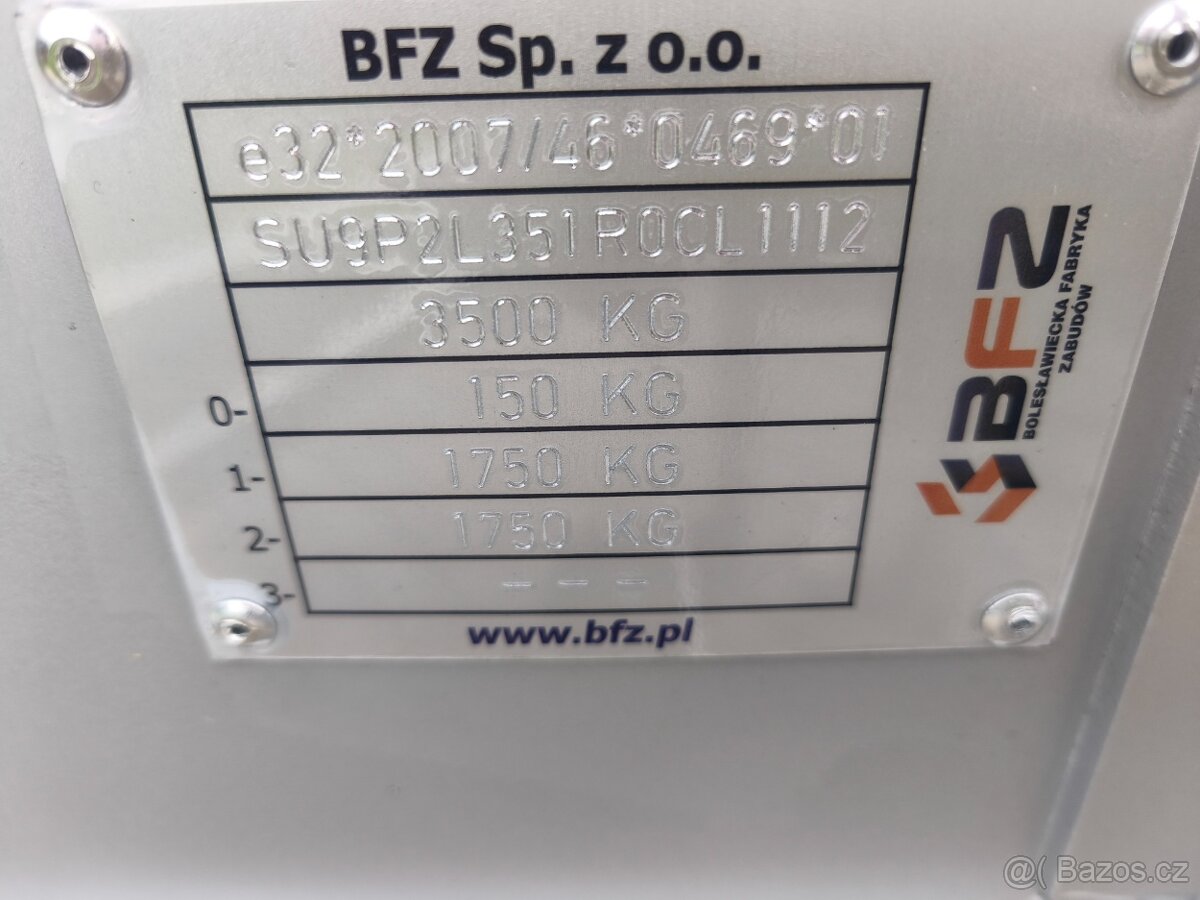 BFZ Sp. z o.o.
e32*2007/46*0469*01
SU9P2L351R0CL1112
3500 KG
0- 150 KG
1- 1750 KG
2- 1750 KG
3- - - -
www.bfz.pl
BFZ
BOLESŁAWIECKA FABRYKA
ZABUDÓW
@( Bazos.cz